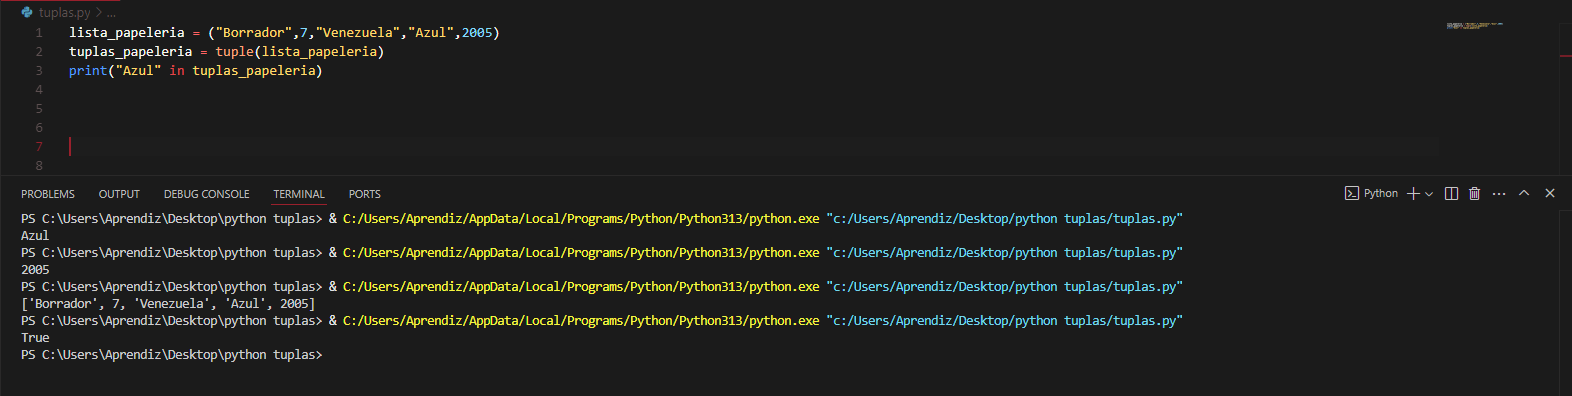 tuplas.py > ...
1 lista_papeleria = ("Borrador",7,"Venezuela","Azul",2005)
2 tuplas_papeleria = tuple(lista_papeleria)
3 print("Azul" in tuplas_papeleria)
4
5
6
7
8
PROBLEMS OUTPUT DEBUG CONSOLE TERMINAL PORTS Python
PS C:\Users\Aprendiz\Desktop\python tuplas> & C:/Users/Aprendiz/AppData/Local/Programs/Python/Python313/python.exe "c:/Users/Aprendiz/Desktop/python tuplas/tuplas.py"
Azul
PS C:\Users\Aprendiz\Desktop\python tuplas> & C:/Users/Aprendiz/AppData/Local/Programs/Python/Python313/python.exe "c:/Users/Aprendiz/Desktop/python tuplas/tuplas.py"
2005
PS C:\Users\Aprendiz\Desktop\python tuplas> & C:/Users/Aprendiz/AppData/Local/Programs/Python/Python313/python.exe "c:/Users/Aprendiz/Desktop/python tuplas/tuplas.py"
['Borrador', 7, 'Venezuela', 'Azul', 2005]
PS C:\Users\Aprendiz\Desktop\python tuplas> & C:/Users/Aprendiz/AppData/Local/Programs/Python/Python313/python.exe "c:/Users/Aprendiz/Desktop/python tuplas/tuplas.py"
True
PS C:\Users\Aprendiz\Desktop\python tuplas>